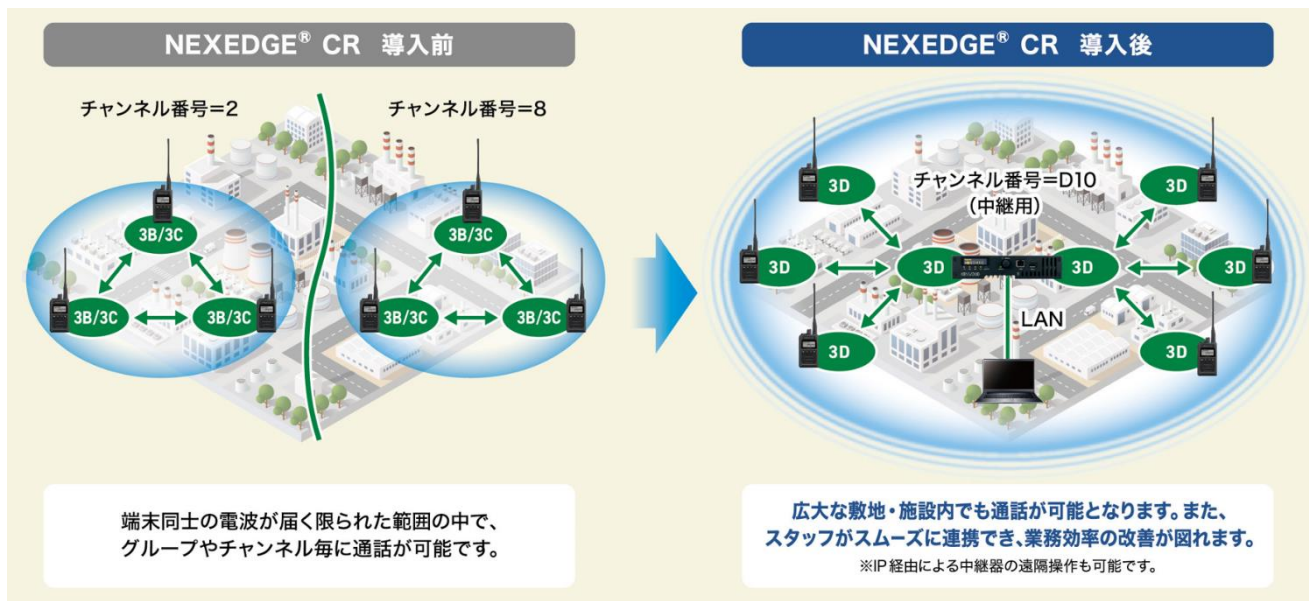 NEXEDGE® CR 導入前
チャンネル番号=2
チャンネル番号=8
3B/3C
3B/3C
3B/3C
3B/3C
3B/3C
3B/3C
端末同士の電波が届く限られた範囲の中で、
グループやチャンネル毎に通話が可能です。
NEXEDGE® CR 導入後
チャンネル番号=D10
(中継用)
3D
3D
3D
3D
3D
3D
3D
3D
LAN
広大な敷地・施設内でも通話が可能となります。また、
スタッフがスムーズに連携でき、業務効率の改善が図れます。
※IP経由による中継器の遠隔操作も可能です。